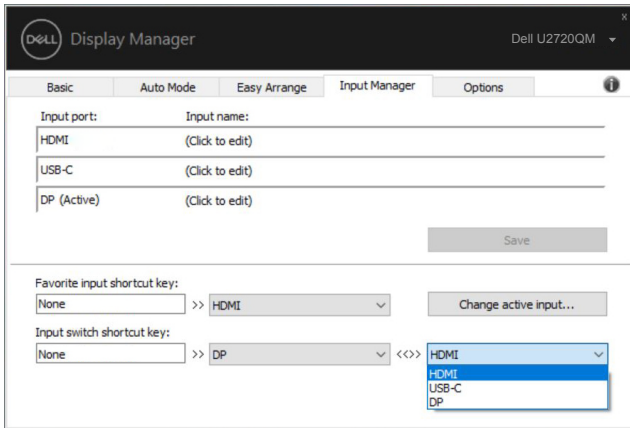 x
DELL Display Manager Dell U2720QM
Basic Auto Mode Easy Arrange Input Manager Options i
Input port: Input name:
HDMI (Click to edit)
USB-C (Click to edit)
DP (Active) (Click to edit)
Save
Favorite input shortcut key:
None >> HDMI Change active input...
Input switch shortcut key:
None >> DP <<>> HDMI
HDMI
USB-C
DP